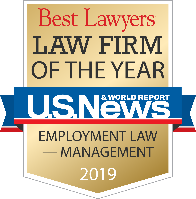 Best Lawyers
LAW FIRM
OF THE YEAR
& WORLD REPORT
U.S.News
EMPLOYMENT LAW
— MANAGEMENT
2019